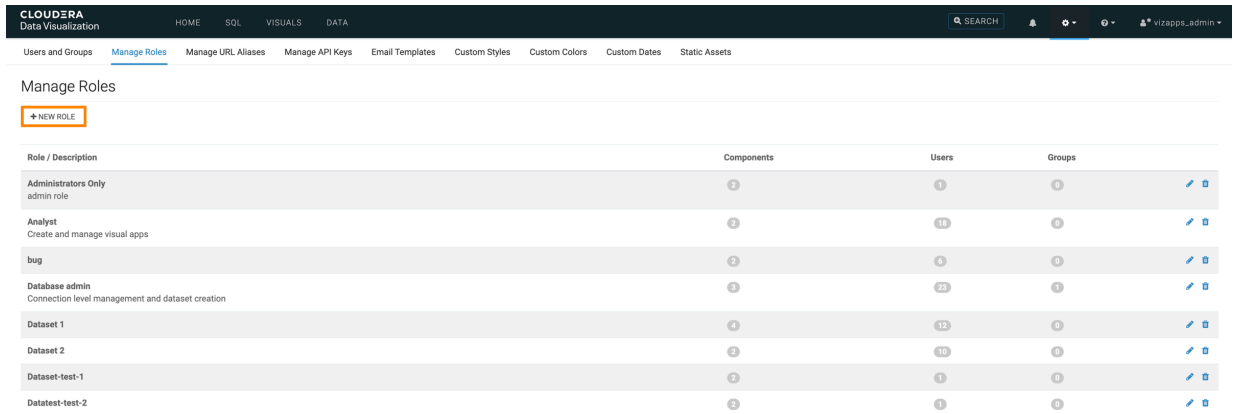 CLOUDERA
Data Visualization
HOME SQL VISUALS DATA
SEARCH
vizapps_admin
Users and Groups Manage Roles Manage URL Aliases Manage API Keys Email Templates Custom Styles Custom Colors Custom Dates Static Assets
Manage Roles
+ NEW ROLE
Role / Description Components Users Groups
Administrators Only 2 1 0
admin role
Analyst 2 18 0
Create and manage visual apps
bug 2 6 0
Database admin 3 23 1
Connection level management and dataset creation
Dataset 1 4 12 0
Dataset 2 2 10 0
Dataset-test-1 2 1 0
Datatest-test-2 2 1 0